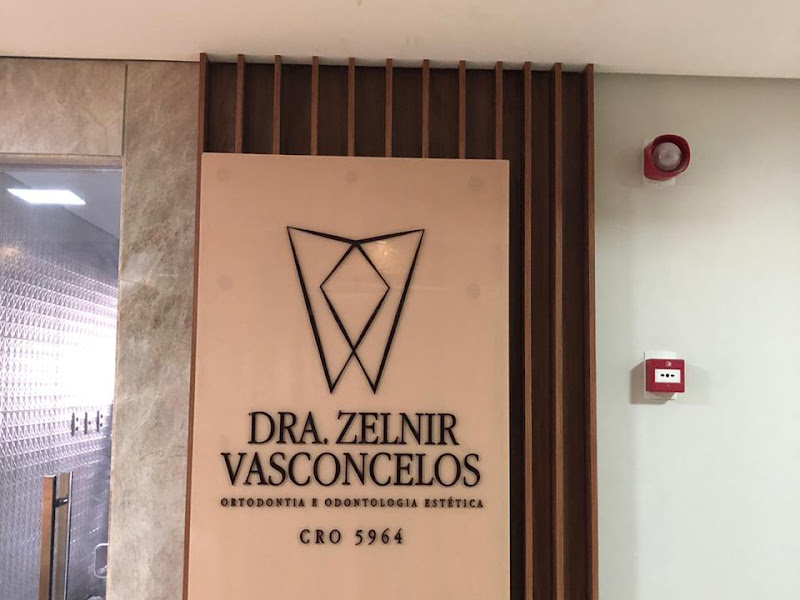 DRA. ZELNIR
VASCONCELOS
ORTODONTIA E ODONTOLOGIA ESTÉTICA
CRO 5964